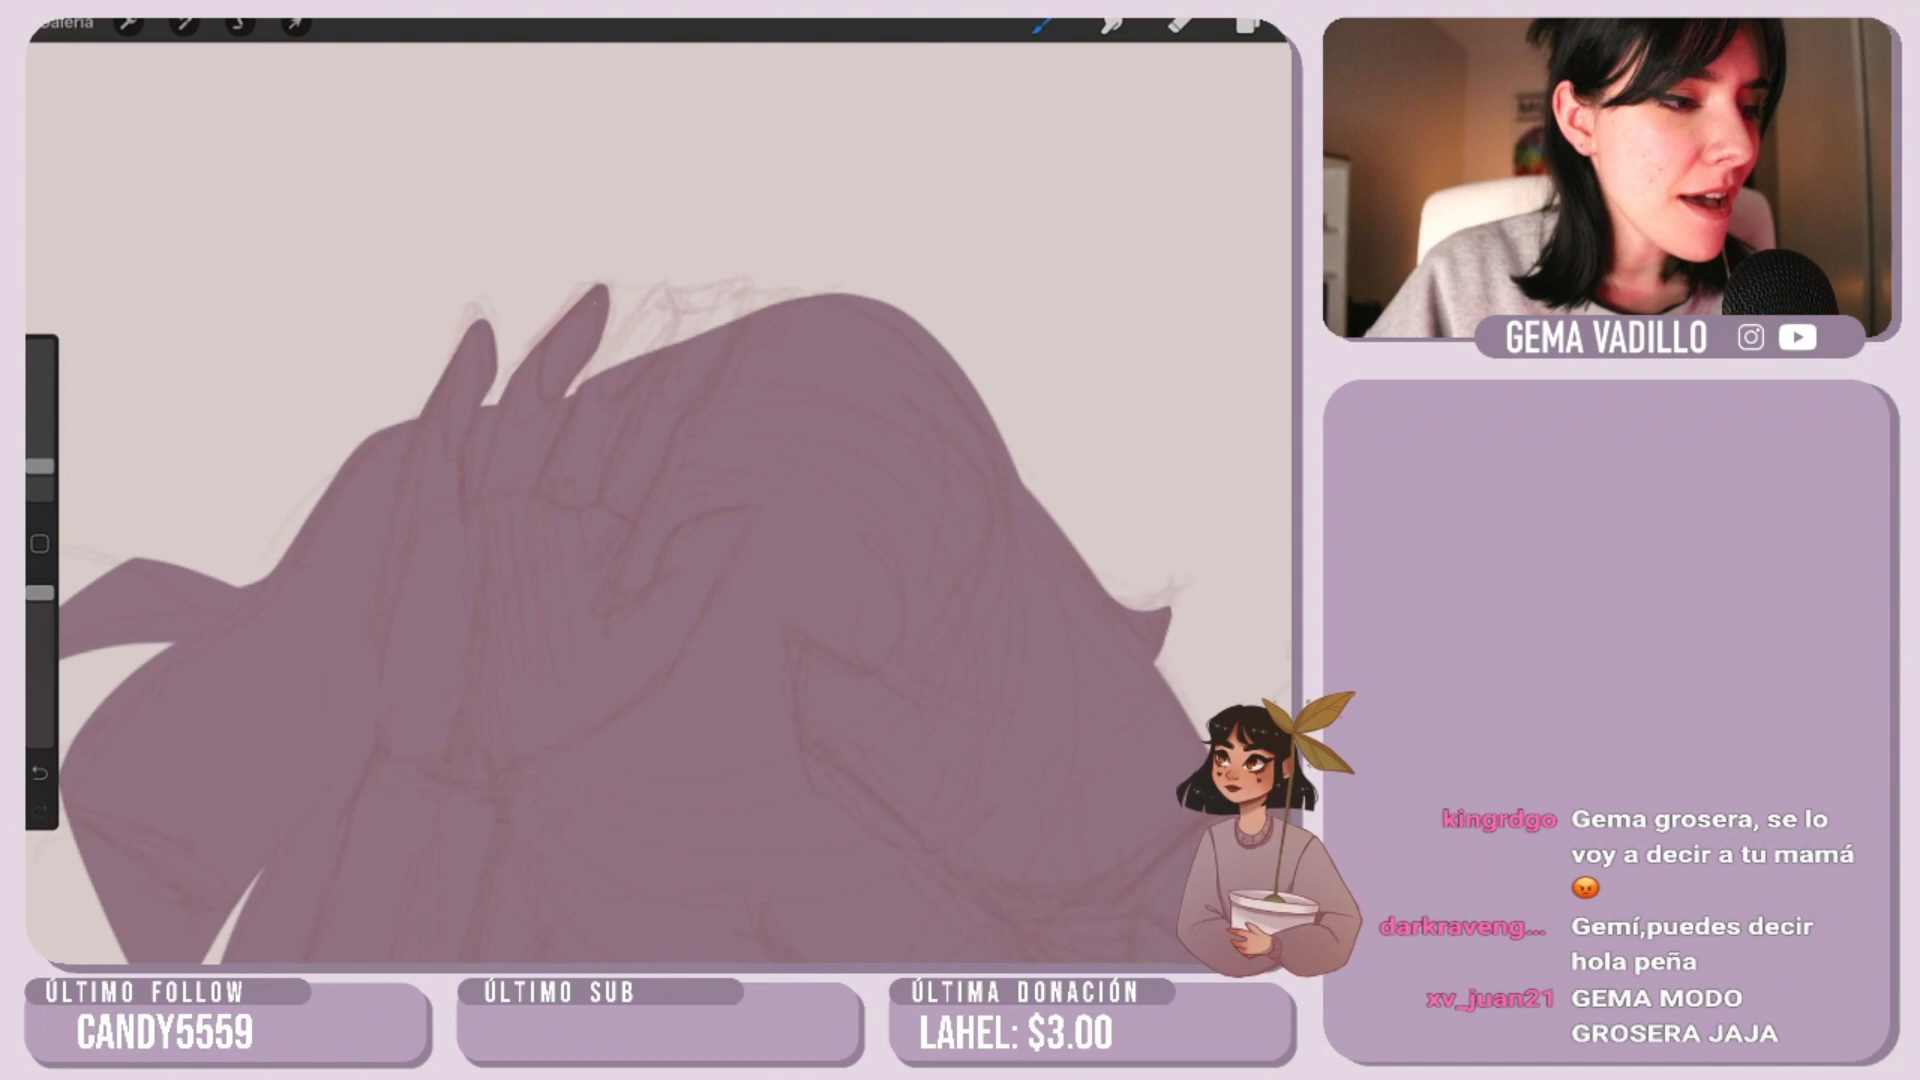 GEMA VADILLO
kingrdgo Gema grosera, se lo
voy a decir a tu mamá
😡
darkraveng... Gemí,puedes decir
hola peña
xv_juan21 GEMA MODO
GROSERA JAJA
ÚLTIMO FOLLOW
CANDY5559
ÚLTIMO SUB
ÚLTIMA DONACIÓN
LAHEL: $3.00